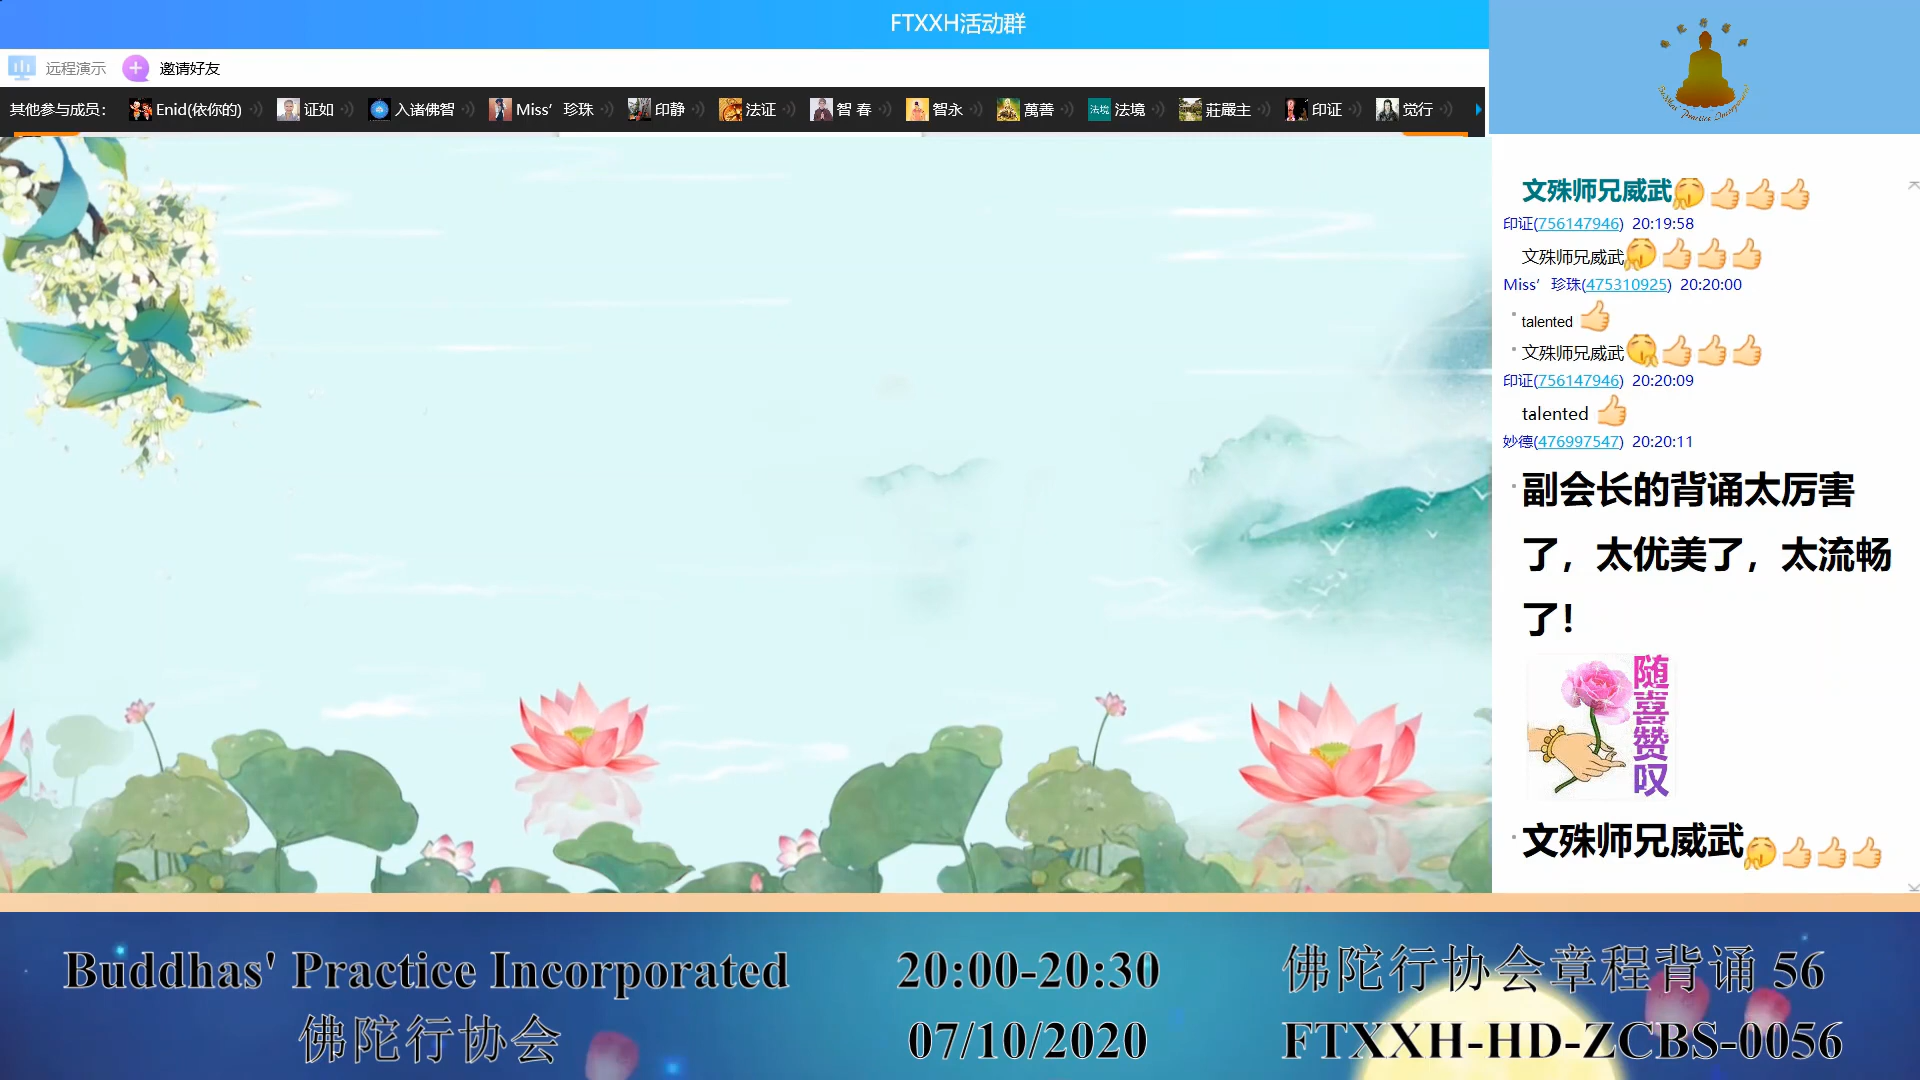 FTXXH活动群
远程演示 邀请好友
其他参与成员： Enid(依你的) 证如 入诸佛智 Miss’ 珍珠 印静 法证 智 春 智永 萬善 法境 法境 莊嚴主 印证 觉行
Buddhas' Practice Incorporated
文殊师兄威武
印证(756147946) 20:19:58
文殊师兄威武
Miss’ 珍珠(475310925) 20:20:00
talented
文殊师兄威武
印证(756147946) 20:20:09
talented
妙德(476997547) 20:20:11
副会长的背诵太厉害
了，太优美了，太流畅
了！
随喜赞叹
文殊师兄威武
Buddhas' Practice Incorporated
佛陀行协会
20:00-20:30
07/10/2020
佛陀行协会章程背诵 56
FTXXH-HD-ZCBS-0056